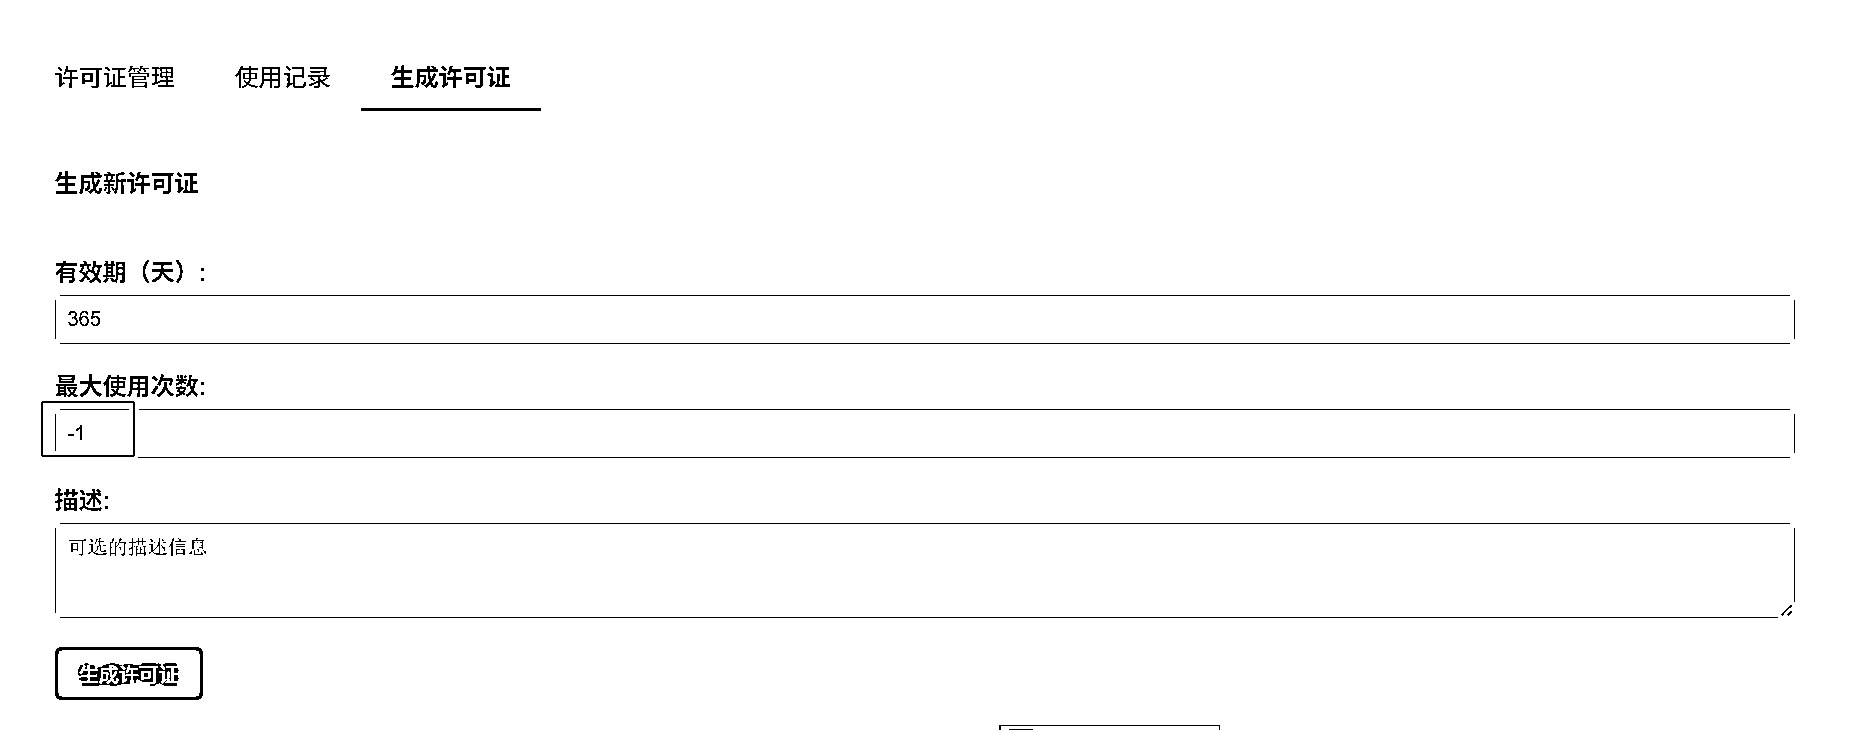 许可证管理 使用记录 生成许可证
生成新许可证
有效期（天）:
365
最大使用次数:
-1
描述:
可选的描述信息
生成许可证